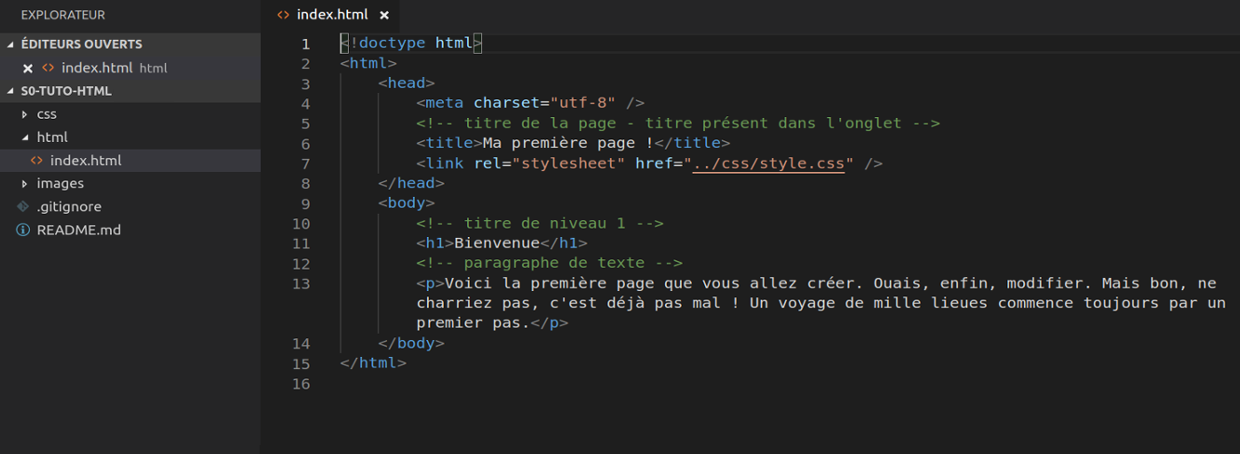 EXPLORATEUR
ÉDITEURS OUVERTS
index.html html
S0-TUTO-HTML
css
html
index.html
images
.gitignore
README.md
index.html
1 <!doctype html>
2 <html>
3 <head>
4 <meta charset="utf-8" />
5 <!-- titre de la page - titre présent dans l'onglet -->
6 <title>Ma première page !</title>
7 <link rel="stylesheet" href="../css/style.css" />
8 </head>
9 <body>
10 <!-- titre de niveau 1 -->
11 <h1>Bienvenue</h1>
12 <!-- paragraphe de texte -->
13 <p>Voici la première page que vous allez créer. Ouais, enfin, modifier. Mais bon, ne
charriez pas, c'est déjà pas mal ! Un voyage de mille lieues commence toujours par un
premier pas.</p>
14 </body>
15 </html>
16